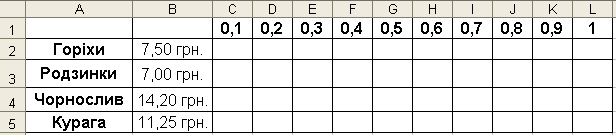 A B C D E F G H I J K L
1 0,1 0,2 0,3 0,4 0,5 0,6 0,7 0,8 0,9 1
2 Горіхи 7,50 грн.
3 Родзинки 7,00 грн.
4 Чорнослив 14,20 грн.
5 Курага 11,25 грн.